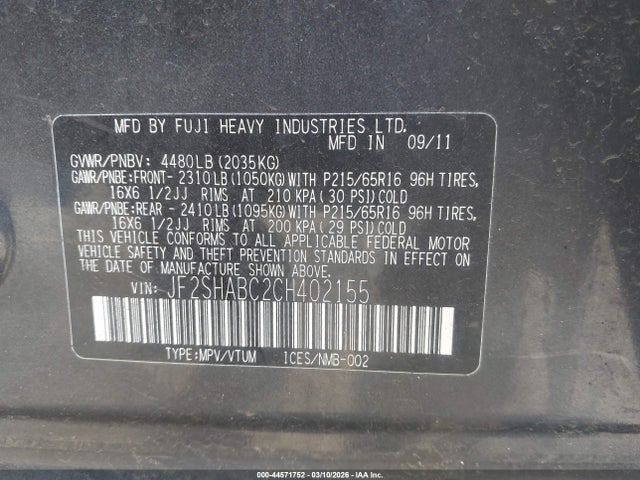 MFD BY FUJI HEAVY INDUSTRIES LTD.
MFD IN 09/11
GVWR/PNBV: 4480LB (2035KG)
GAWR/PNBE:FRONT- 2310LB (1050KG) WITH P215/65R16 96H TIRES,
16X6 1/2JJ RIMS AT 210 KPA (30 PSI) COLD
GAWR/PNBE:REAR - 2410LB (1095KG) WITH P215/65R16 96H TIRES,
16X6 1/2JJ RIMS AT 200 KPA (29 PSI) COLD
THIS VEHICLE CONFORMS TO ALL APPLICABLE FEDERAL MOTOR
VEHICLE SAFETY AND THEFT PREVENTION STANDARDS IN EFFECT
ON THE DATE OF MANUFACTURE SHOWN ABOVE.
VIN: JF2SHABC2CH402155
TYPE:MPV/VTUM ICES/NMB-002
000-44571752 - 03/10/2026 - IAA Inc.